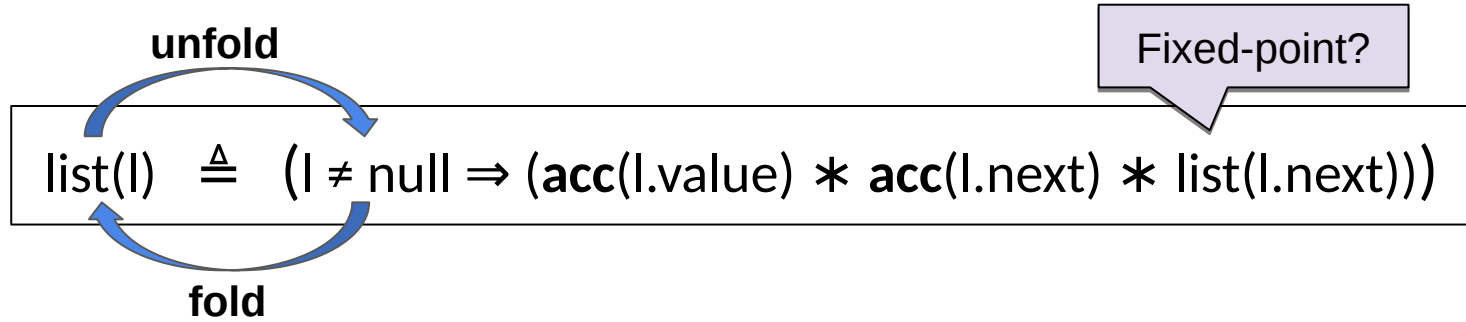 unfold
Fixed-point?
list(l) ≜ (l ≠ null ⇒ (acc(l.value) ∗ acc(l.next) ∗ list(l.next)))
fold